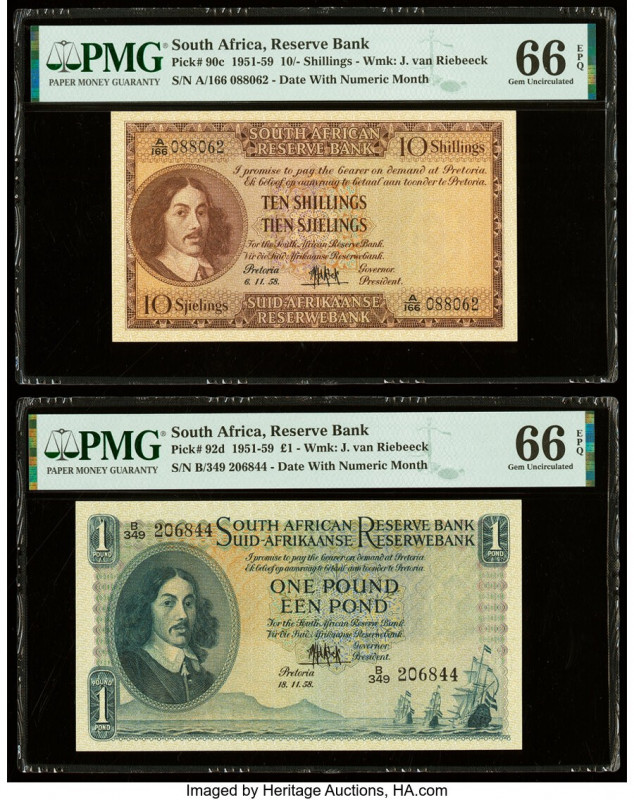 PMG
PAPER MONEY GUARANTY
South Africa, Reserve Bank
Pick# 90c 1951-59 10/- Shillings - Wmk: J. van Riebeeck
S/N A/166 088062 - Date With Numeric Month
66 EPQ
Gem Uncirculated
A/166 088062
SOUTH AFRICAN
RESERVE BANK
10 Shillings
I promise to pay the bearer on demand at Pretoria.
Ek beloof op aanvraag te betaal aan toonder te Pretoria.
TEN SHILLINGS
TIEN SJIELINGS
For the South African Reserve Bank.
Vir die Suid-Afrikaanse Reserwebank.
Pretoria
6. 11. 58.
Governor.
President.
10 Sjielings
SUID-AFRIKAANSE
RESERWEBANK
A/166 088062
PMG
PAPER MONEY GUARANTY
South Africa, Reserve Bank
Pick# 92d 1951-59 £1 - Wmk: J. van Riebeeck
S/N B/349 206844 - Date With Numeric Month
66 EPQ
Gem Uncirculated
1
POUND
B/349 206844
SOUTH AFRICAN RESERVE BANK
SUID-AFRIKAANSE RESERWEBANK
1
POND
I promise to pay the bearer on demand at Pretoria.
Ek beloof op aanvraag te betaal aan toonder te Pretoria.
ONE POUND
EEN POND
For the South African Reserve Bank.
Vir die Suid-Afrikaanse Reserwebank.
Governor.
President.
Pretoria
18. 11. 58.
B/349 206844
POUND
1
POND
Imaged by Heritage Auctions, HA.com